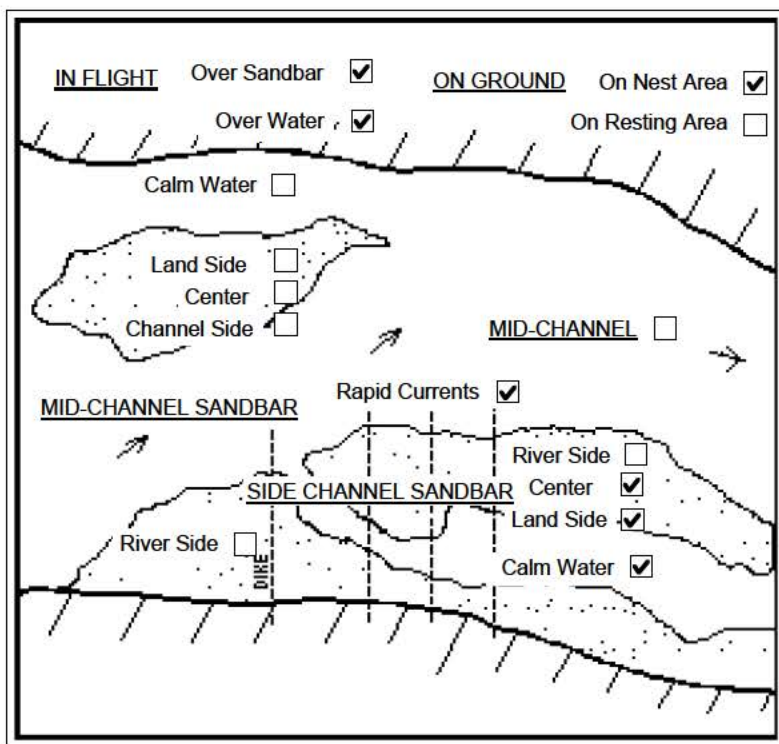 IN FLIGHT Over Sandbar ON GROUND On Nest Area
Over Water On Resting Area
Calm Water
Land Side
Center
Channel Side
MID-CHANNEL
Rapid Currents
MID-CHANNEL SANDBAR
River Side
SIDE CHANNEL SANDBAR Center
Land Side
River Side
DIKE
Calm Water